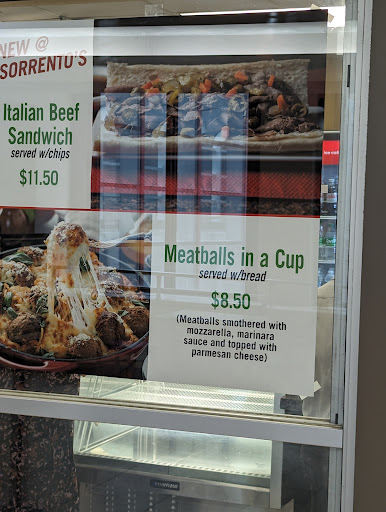 NEW @
SORRENTO'S
Italian Beef
Sandwich
served w/chips
$11.50
Meatballs in a Cup
served w/bread
$8.50
(Meatballs smothered with
mozzarella, marinara
sauce and topped with
parmesan cheese)